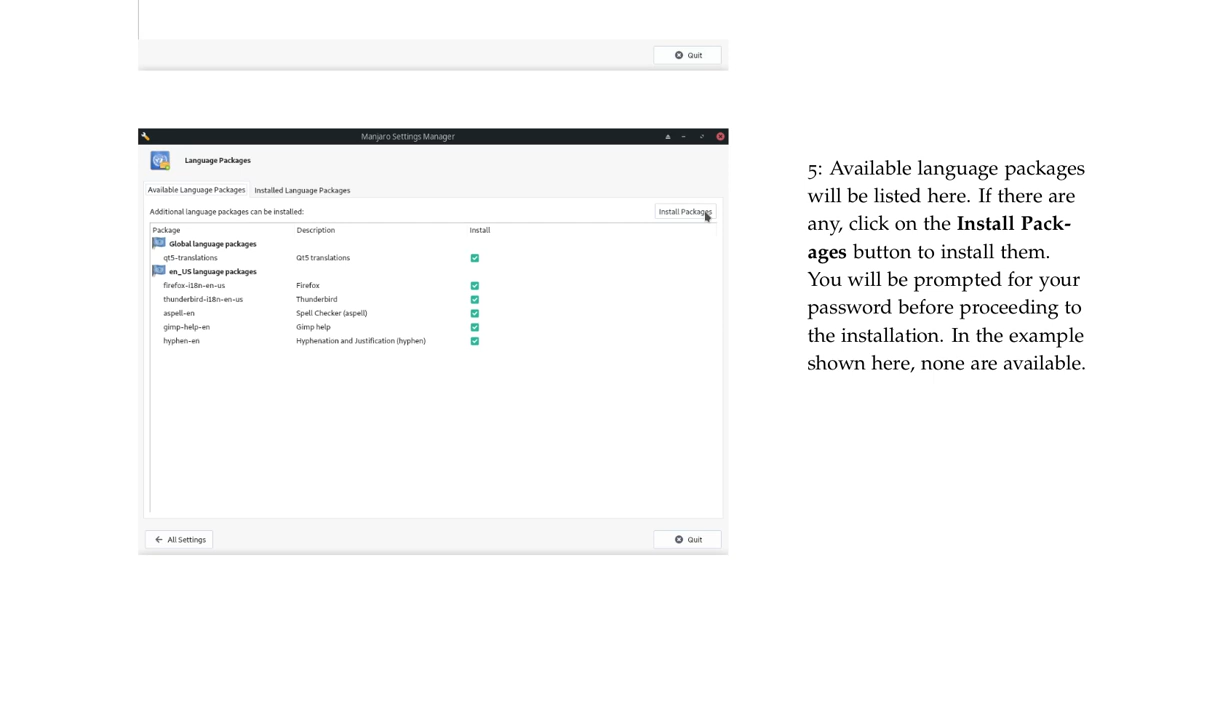 Quit
Manjaro Settings Manager
Language Packages
Available Language Packages Installed Language Packages
Additional language packages can be installed: Install Packages
Package Description Install
Global language packages
qt5-translations Qt5 translations
en_US language packages
firefox-i18n-en-us Firefox
thunderbird-i18n-en-us Thunderbird
aspell-en Spell Checker (aspell)
gimp-help-en Gimp help
hyphen-en Hyphenation and Justification (hyphen)
All Settings Quit
5: Available language packages
will be listed here. If there are
any, click on the Install Pack-
ages button to install them.
You will be prompted for your
password before proceeding to
the installation. In the example
shown here, none are available.